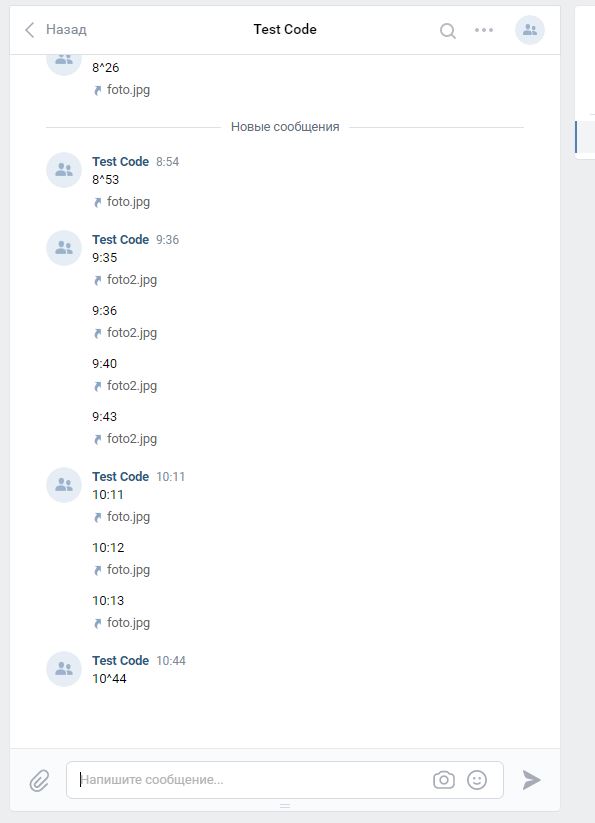 Назад
Test Code
8^26
foto.jpg
Новые сообщения
Test Code 8:54
8^53
foto.jpg
Test Code 9:36
9:35
foto2.jpg
9:36
foto2.jpg
9:40
foto2.jpg
9:43
foto2.jpg
Test Code 10:11
10:11
foto.jpg
10:12
foto.jpg
10:13
foto.jpg
Test Code 10:44
10^44
Напишите сообщение...